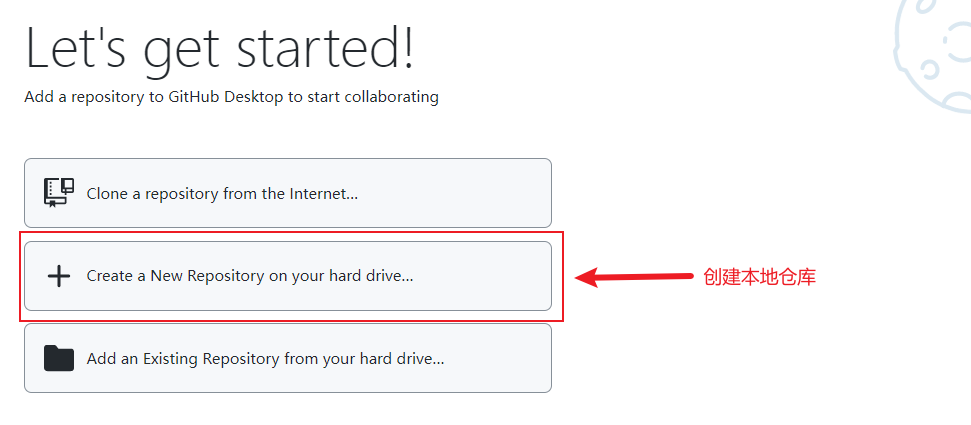 Let's get started!
Add a repository to GitHub Desktop to start collaborating
Clone a repository from the Internet...
Create a New Repository on your hard drive...
创建本地仓库
Add an Existing Repository from your hard drive...